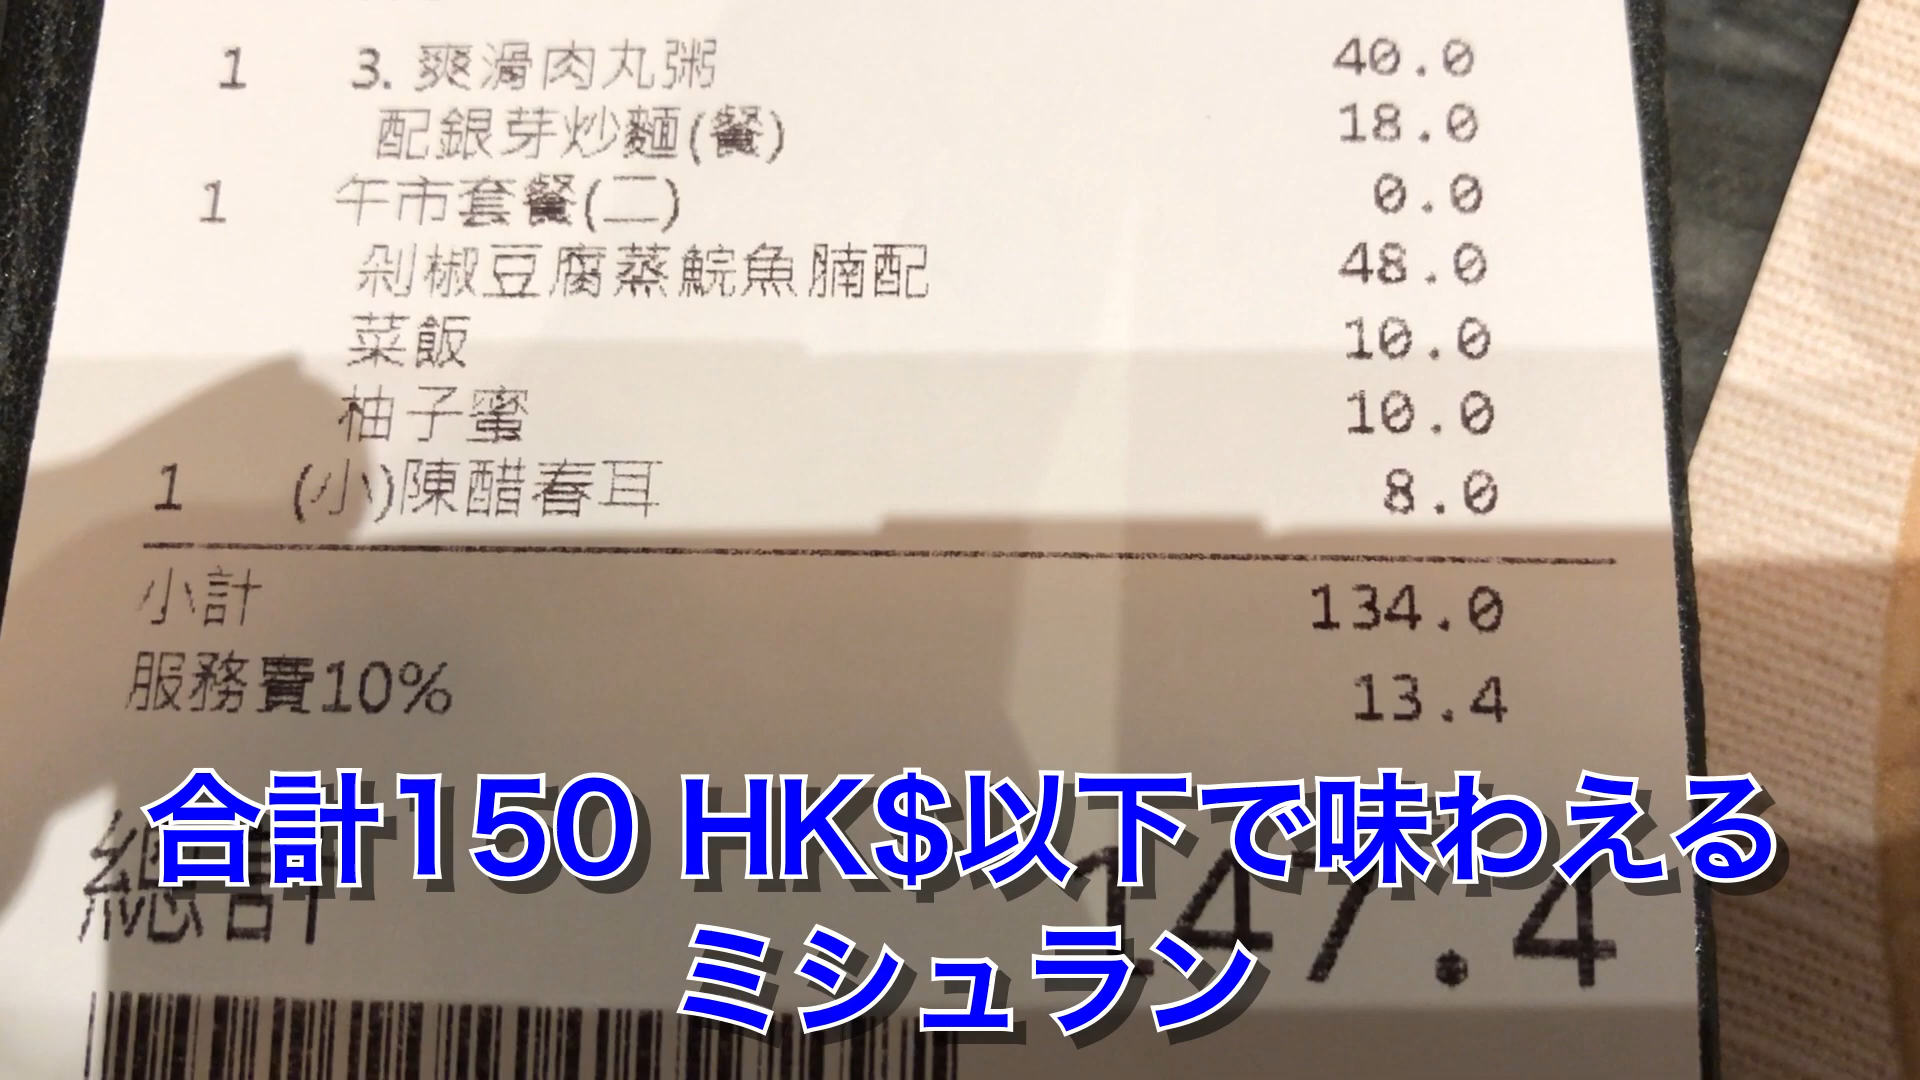 1 3. 爽滑肉丸粥 40.0
配銀芽炒麵(餐) 18.0
1 午市套餐(二) 0.0
剁椒豆腐蒸鯇魚腩配 48.0
菜飯 10.0
柚子蜜 10.0
1 (小)陳醋春耳 8.0
小計 134.0
服務費10% 13.4
總計 147.4
合計150 HK$以下で味わえる
ミシュラン